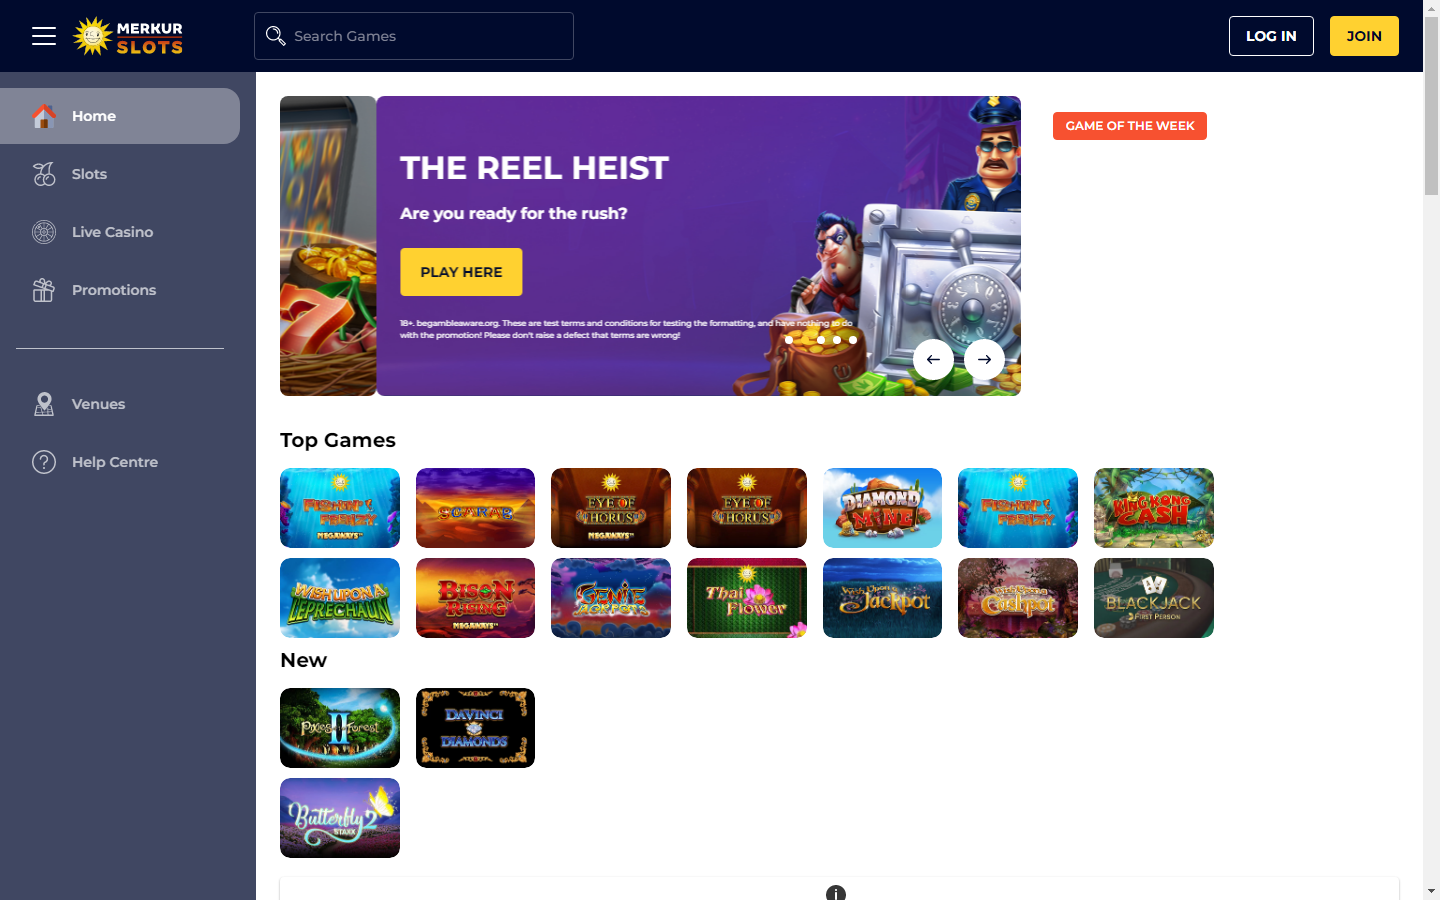 MERKUR
SLOTS
Search Games
LOG IN
JOIN
Home
Slots
Live Casino
Promotions
Venues
Help Centre
THE REEL HEIST
Are you ready for the rush?
PLAY HERE
18+. begambleaware.org. These are test terms and conditions for testing the formatting, and have nothing to do
with the promotion! Please don't raise a defect that terms are wrong!
GAME OF THE WEEK
Top Games
FISHIN' FRENZY MEGAWAYS™
SCARAB
EYE OF HORUS MEGAWAYS™
EYE OF HORUS
DIAMOND MINE
FISHIN' FRENZY
KING KONG CASH
WISH UPON A LEPRECHAUN
BISON RISING MEGAWAYS™
GENIE JACKPOTS
Thai Flower
Wish Upon a Jackpot
Cashpot
BLACKJACK FIRST PERSON
New
Pixies of the Forest II
DAVINCI DIAMONDS
Butterfly STAXX 2